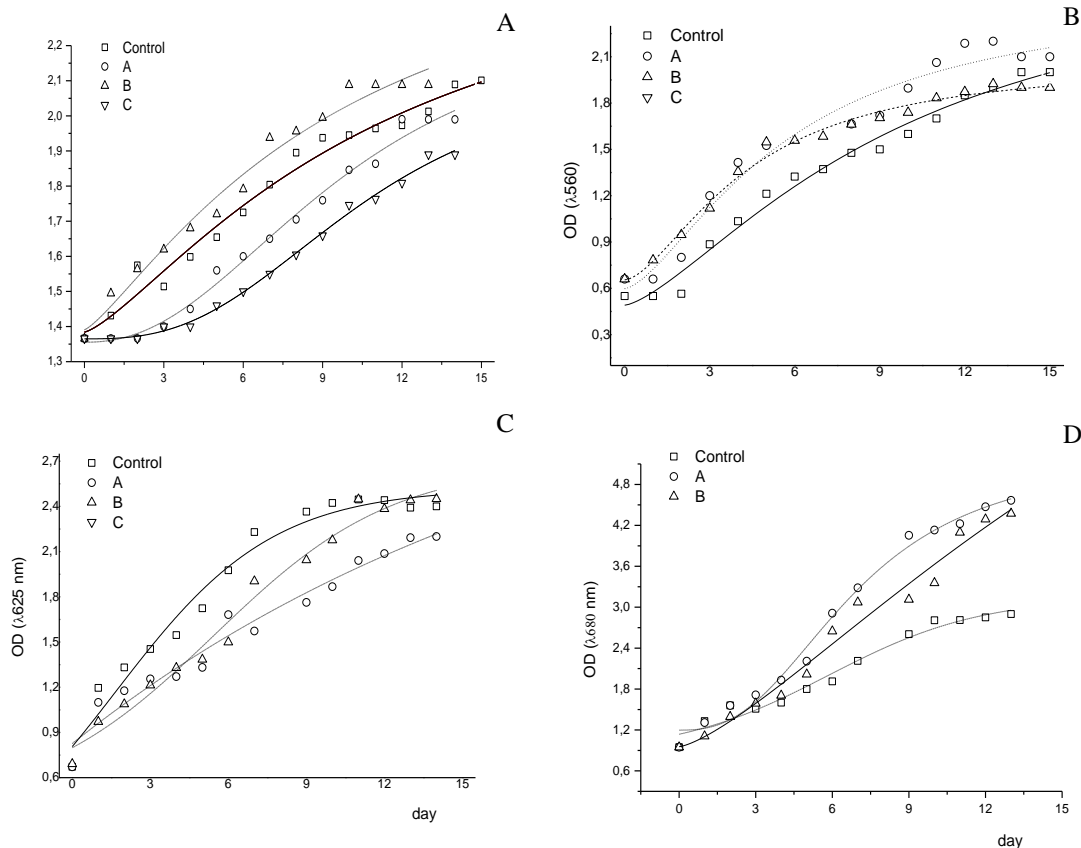 A
Control
A
B
C
2,2
2,1
2,0
1,9
1,8
1,7
1,6
1,5
1,4
1,3
0 3 6 9 12 15
B
Control
A
B
C
OD (λ560)
2,1
1,8
1,5
1,2
0,9
0,6
0,3
0 3 6 9 12 15
C
Control
A
B
C
OD (λ625 nm)
2,7
2,4
2,1
1,8
1,5
1,2
0,9
0,6
0 3 6 9 12 15
day
D
Control
A
B
OD (λ680 nm)
4,8
4,2
3,6
3,0
2,4
1,8
1,2
0,6
0 3 6 9 12 15
day